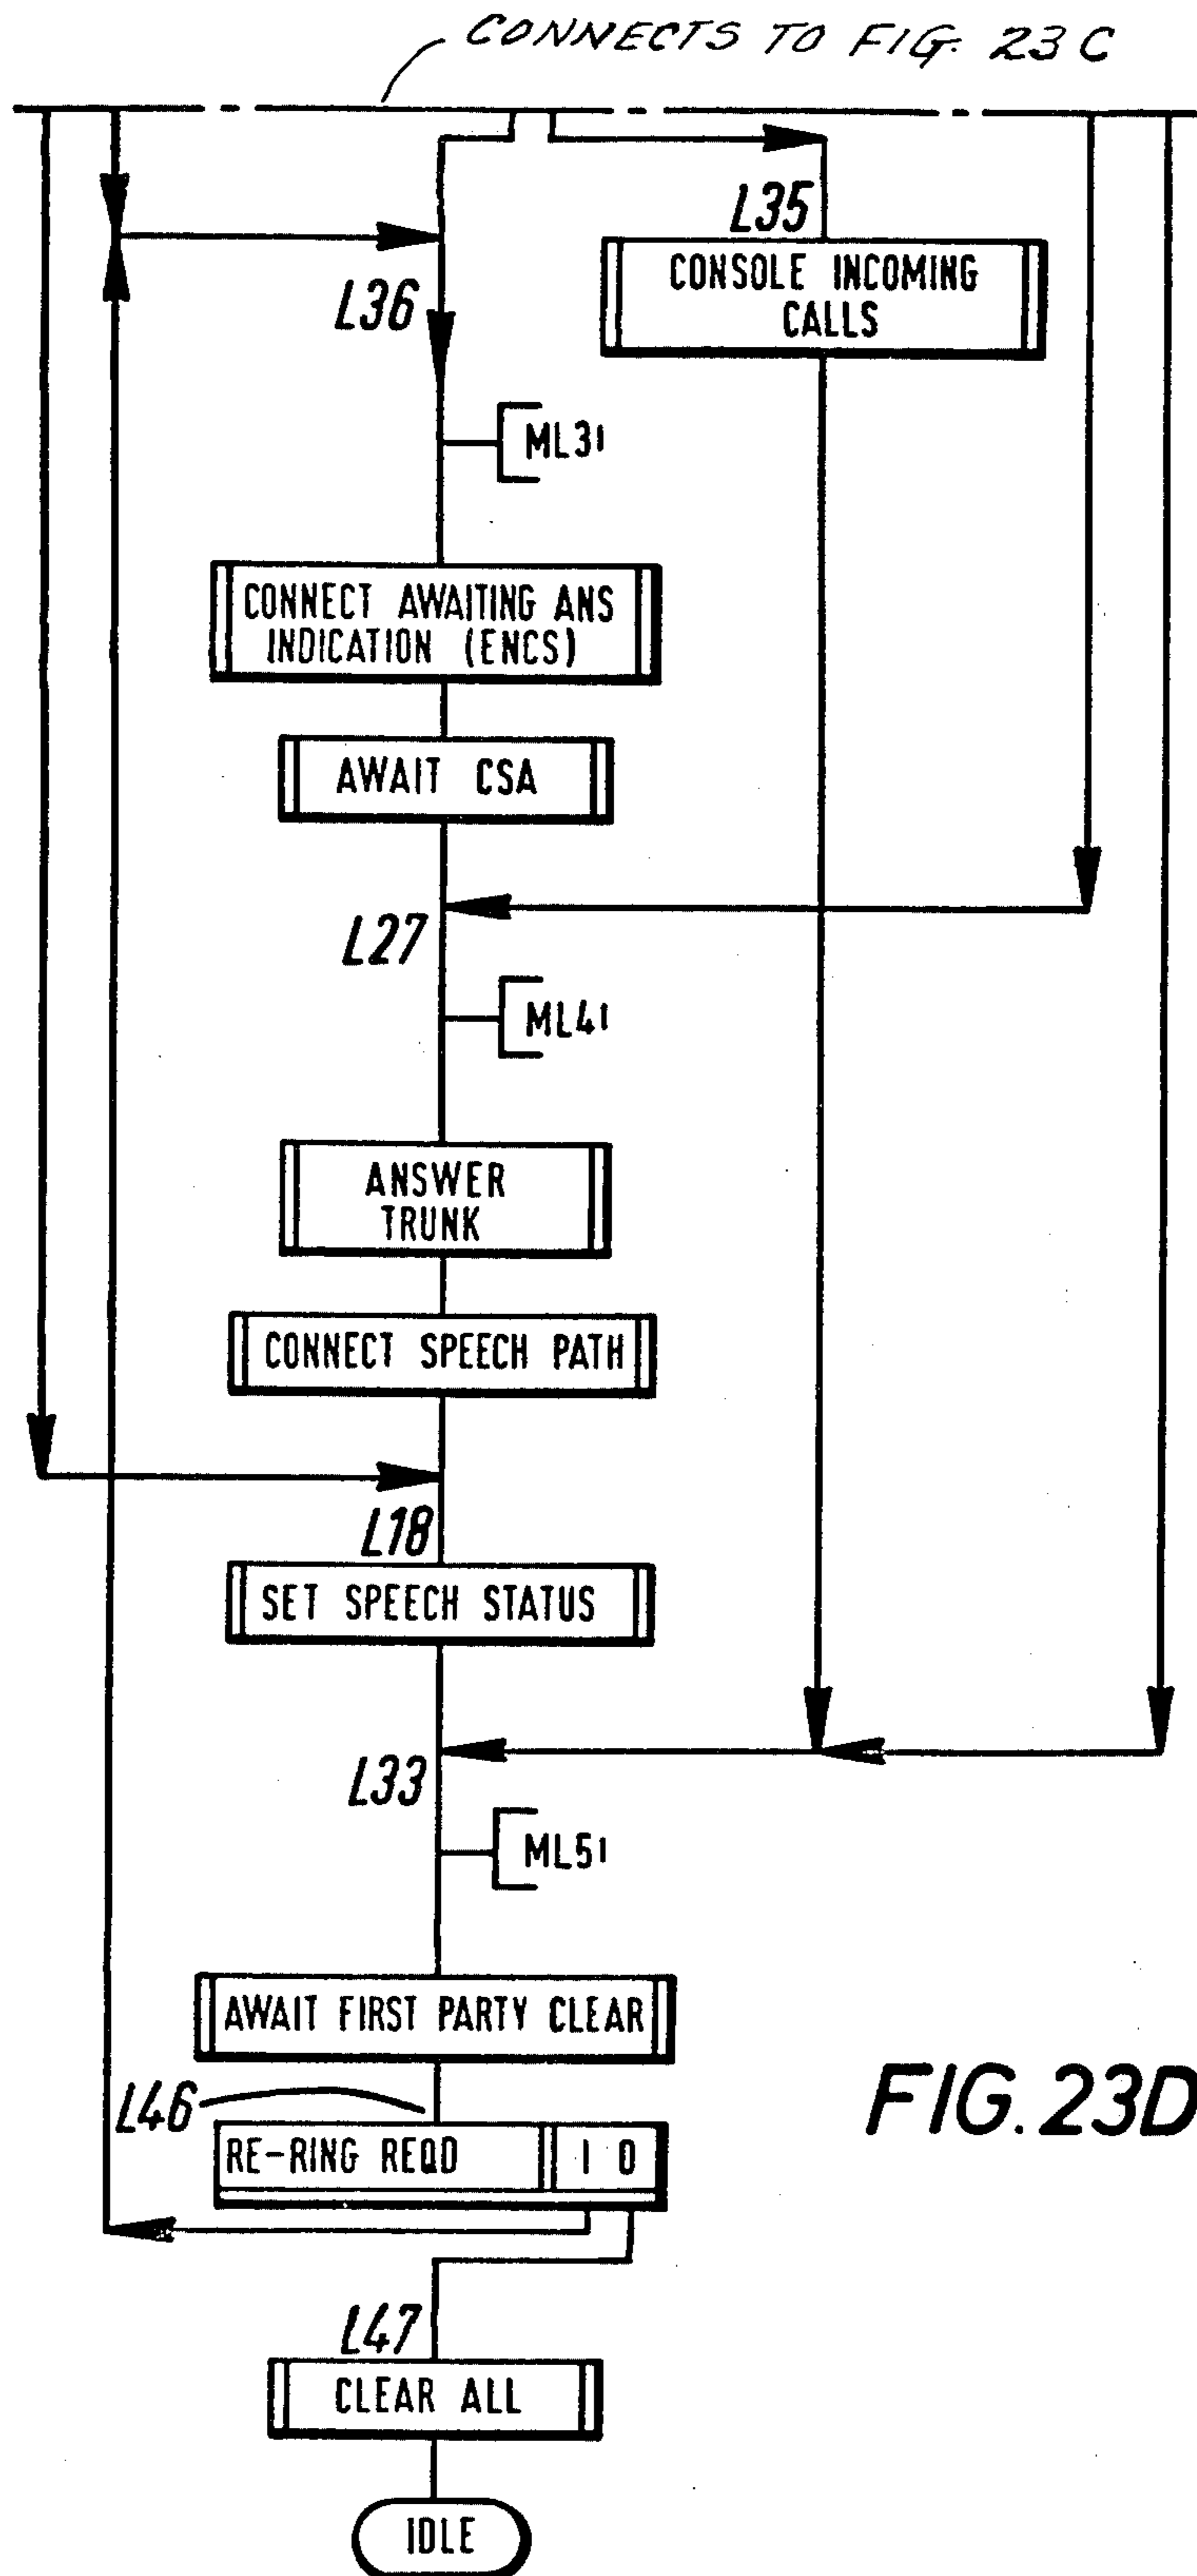 CONNECTS TO FIG. 23C
L35
CONSOLE INCOMING
CALLS
L36
ML31
CONNECT AWAITING ANS
INDICATION (ENCS)
AWAIT CSA
L27
ML41
ANSWER
TRUNK
CONNECT SPEECH PATH
L18
SET SPEECH STATUS
L33
ML51
AWAIT FIRST PARTY CLEAR
L46
RE-RING REQD 1 0
FIG. 23D
L47
CLEAR ALL
IDLE